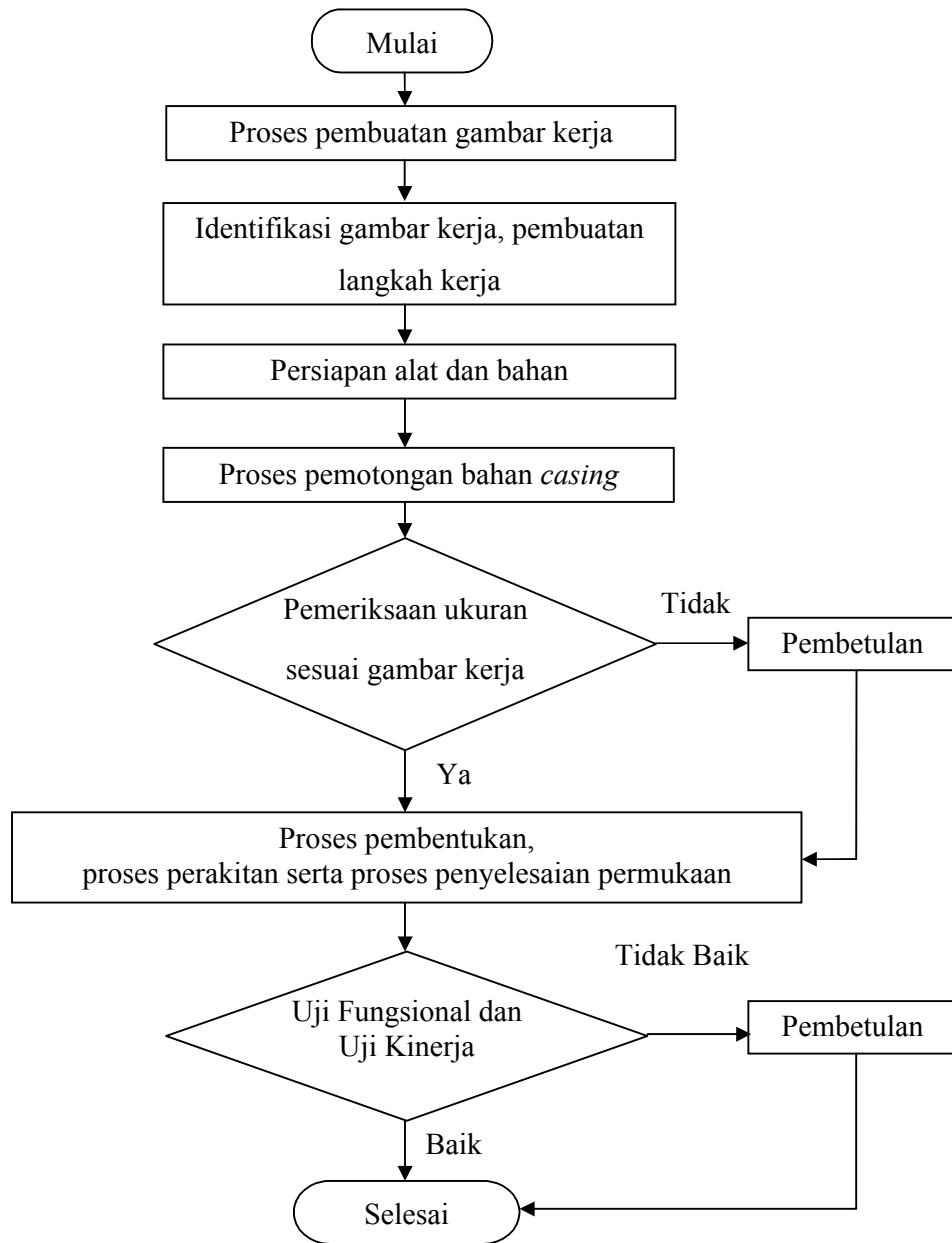 Mulai
Proses pembuatan gambar kerja
Identifikasi gambar kerja, pembuatan
langkah kerja
Persiapan alat dan bahan
Proses pemotongan bahan casing
Pemeriksaan ukuran
sesuai gambar kerja
Tidak
Pembetulan
Ya
Proses pembentukan,
proses perakitan serta proses penyelesaian permukaan
Uji Fungsional dan
Uji Kinerja
Tidak Baik
Pembetulan
Baik
Selesai